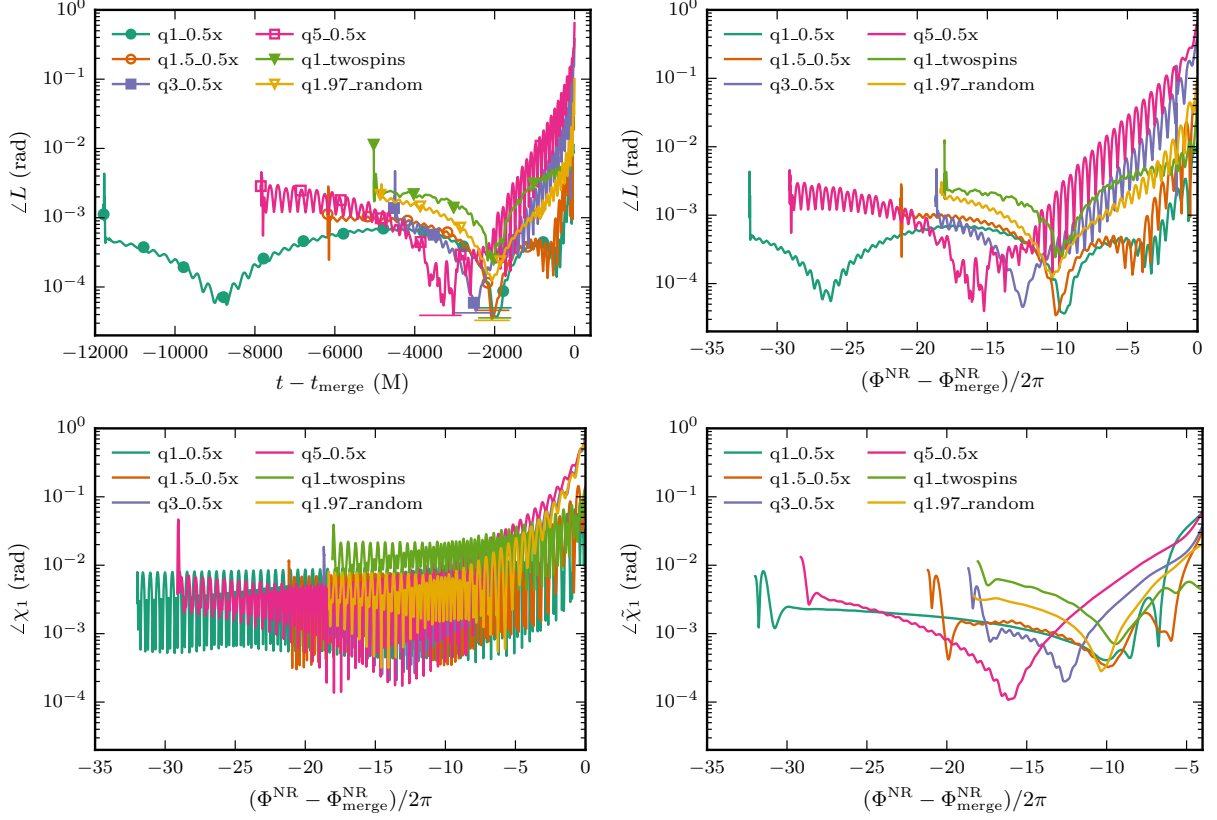 10^0
10^-1
10^-2
10^-3
10^-4
∠L (rad)
q1_0.5x
q1.5_0.5x
q3_0.5x
q5_0.5x
q1_twospins
q1.97_random
−12000 −10000 −8000 −6000 −4000 −2000 0
t − t_merge (M)
10^0
10^-1
10^-2
10^-3
10^-4
∠L (rad)
q1_0.5x
q1.5_0.5x
q3_0.5x
q5_0.5x
q1_twospins
q1.97_random
−35 −30 −25 −20 −15 −10 −5 0
(Φ^NR − Φ^NR_merge)/2π
10^0
10^-1
10^-2
10^-3
10^-4
∠χ_1 (rad)
q1_0.5x
q1.5_0.5x
q3_0.5x
q5_0.5x
q1_twospins
q1.97_random
−35 −30 −25 −20 −15 −10 −5 0
(Φ^NR − Φ^NR_merge)/2π
10^0
10^-1
10^-2
10^-3
10^-4
∠χ̃_1 (rad)
q1_0.5x
q1.5_0.5x
q3_0.5x
q5_0.5x
q1_twospins
q1.97_random
−35 −30 −25 −20 −15 −10 −5
(Φ^NR − Φ^NR_merge)/2π